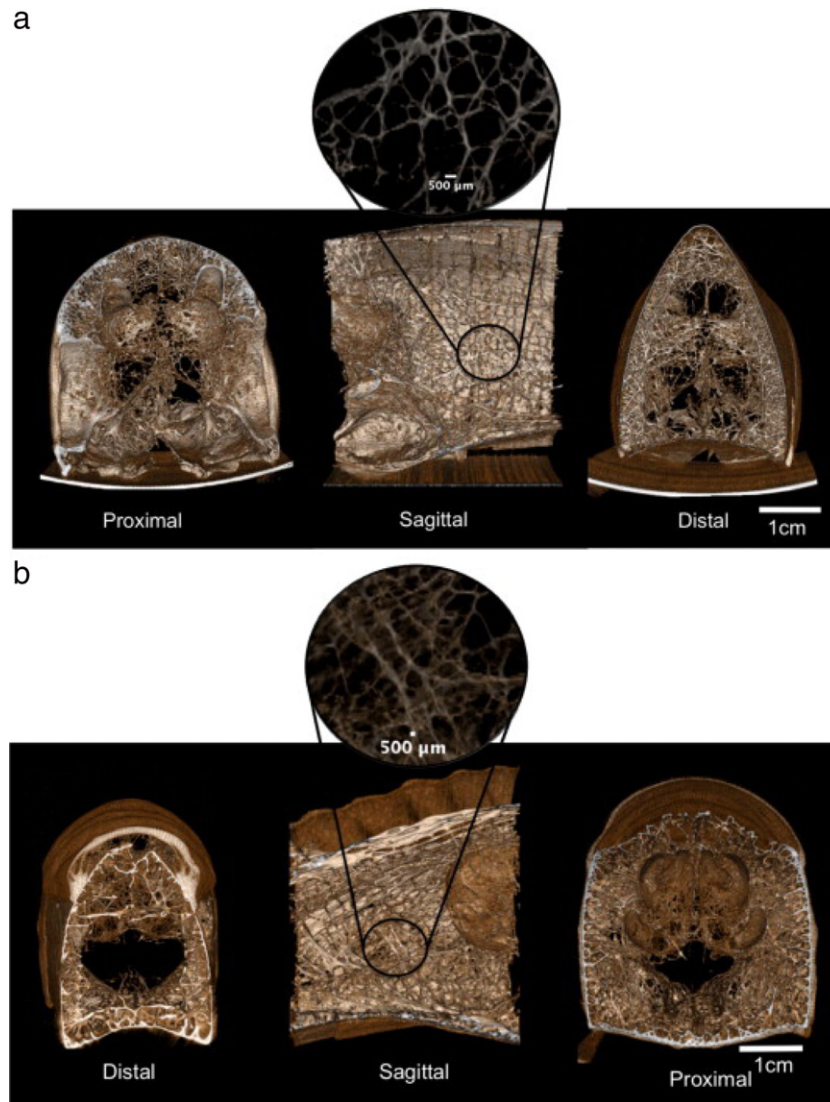 a
500 μm
Proximal
Sagittal
Distal
1cm
b
500 μm
Distal
Sagittal
Proximal
1cm